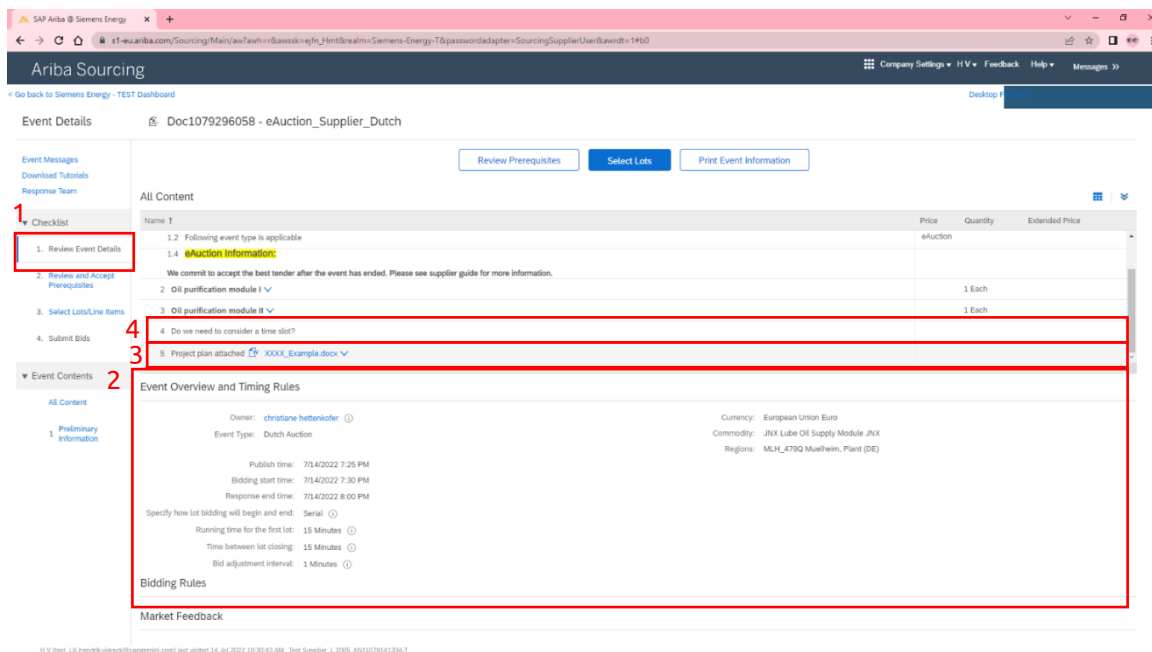 SAP Ariba @ Siemens Energy
s1-eu.ariba.com/Sourcing/Main/aw?awh=r&awssk=ejfn_Hmt&realm=Siemens-Energy-T&passwordadapter=SourcingSupplierUser&awrdt=1#b0
Ariba Sourcing
Company Settings H V Feedback Help Messages >>
< Go back to Siemens Energy - TEST Dashboard
Desktop
Event Details
Doc1079296058 - eAuction_Supplier_Dutch
Event Messages
Download Tutorials
Response Team
Review Prerequisites Select Lots Print Event Information
All Content
1
Checklist
Name ↑ Price Quantity Extended Price
1. Review Event Details
1.2 Following event type is applicable eAuction
1.4 eAuction Information:
We commit to accept the best tender after the event has ended. Please see supplier guide for more information.
2. Review and Accept Prerequisites
2 Oil purification module I 1 Each
3. Select Lots/Line Items
3 Oil purification module II 1 Each
4. Submit Bids
4
4 Do we need to consider a time slot?
3
5 Project plan attached XXXX_Example.docx
Event Contents
2
All Content
1 Preliminary Information
Event Overview and Timing Rules
Owner: christiane hettenkofer
Currency: European Union Euro
Event Type: Dutch Auction
Commodity: JNX Lube Oil Supply Module JNX
Regions: MLH_479Q Muelheim, Plant (DE)
Publish time: 7/14/2022 7:25 PM
Bidding start time: 7/14/2022 7:30 PM
Response end time: 7/14/2022 8:00 PM
Specify how lot bidding will begin and end: Serial
Running time for the first lot: 15 Minutes
Time between lot closing: 15 Minutes
Bid adjustment interval: 1 Minutes
Bidding Rules
Market Feedback
last visited 14 Jul 2022 10:30:43 AM Test Supplier 1_2005